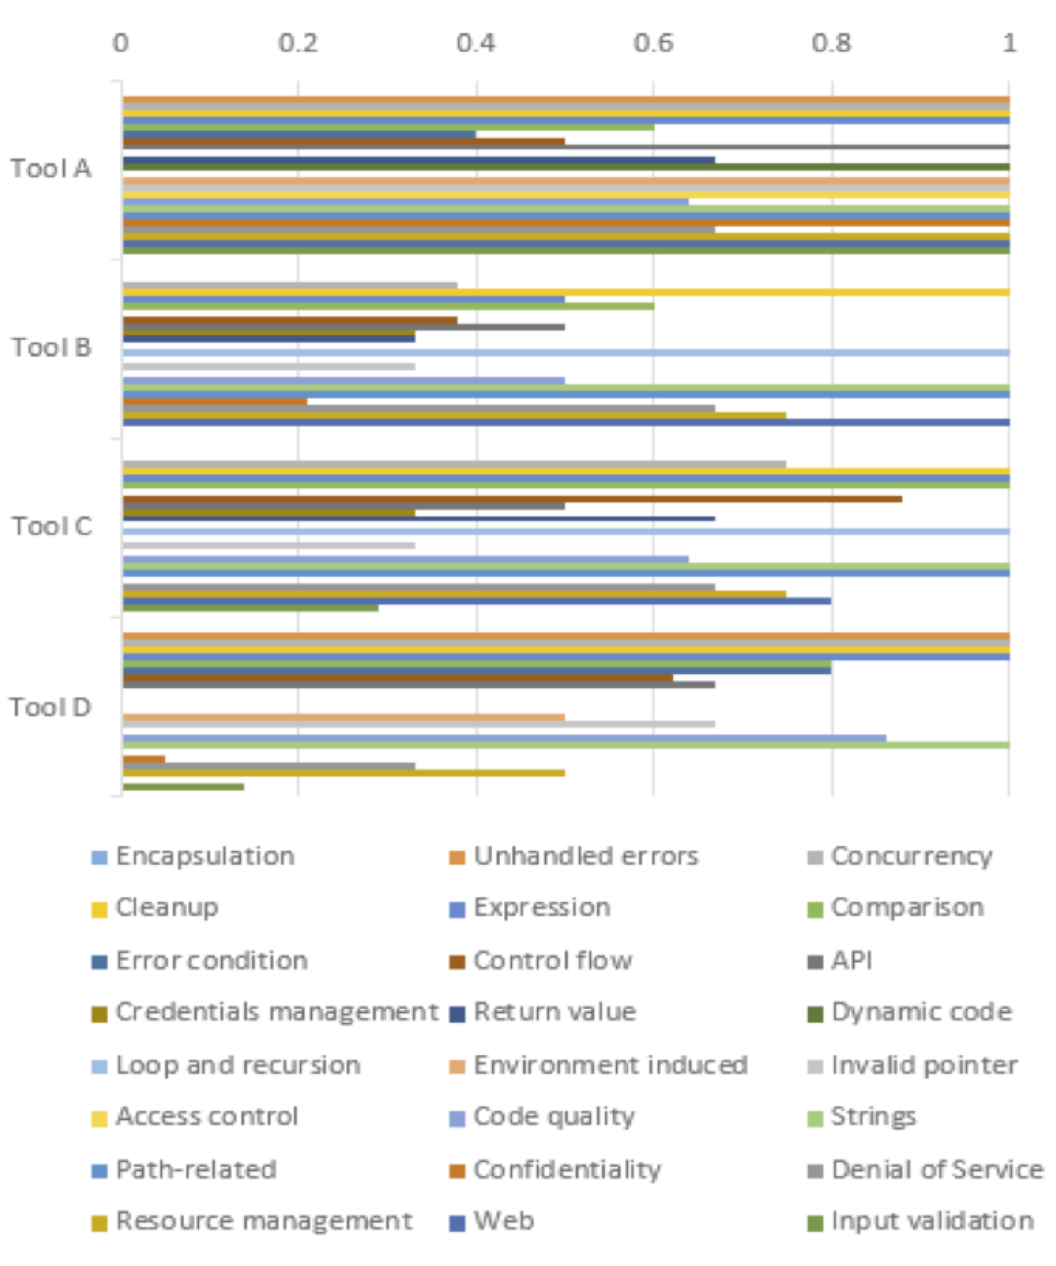 0 0.2 0.4 0.6 0.8 1
Tool A
Tool B
Tool C
Tool D
Encapsulation Unhandled errors Concurrency
Cleanup Expression Comparison
Error condition Control flow API
Credentials management Return value Dynamic code
Loop and recursion Environment induced Invalid pointer
Access control Code quality Strings
Path-related Confidentiality Denial of Service
Resource management Web Input validation